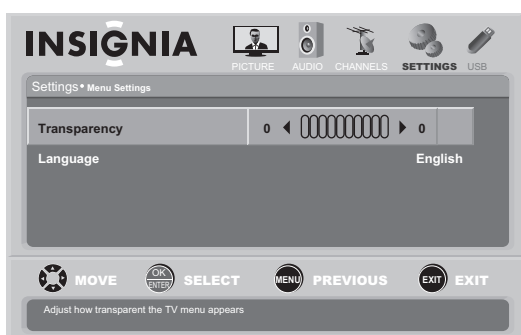 INSIGNIA
PICTURE AUDIO CHANNELS SETTINGS USB
Settings • Menu Settings
Transparency 0 0
Language English
MOVE OK ENTER SELECT MENU PREVIOUS EXIT EXIT
Adjust how transparent the TV menu appears